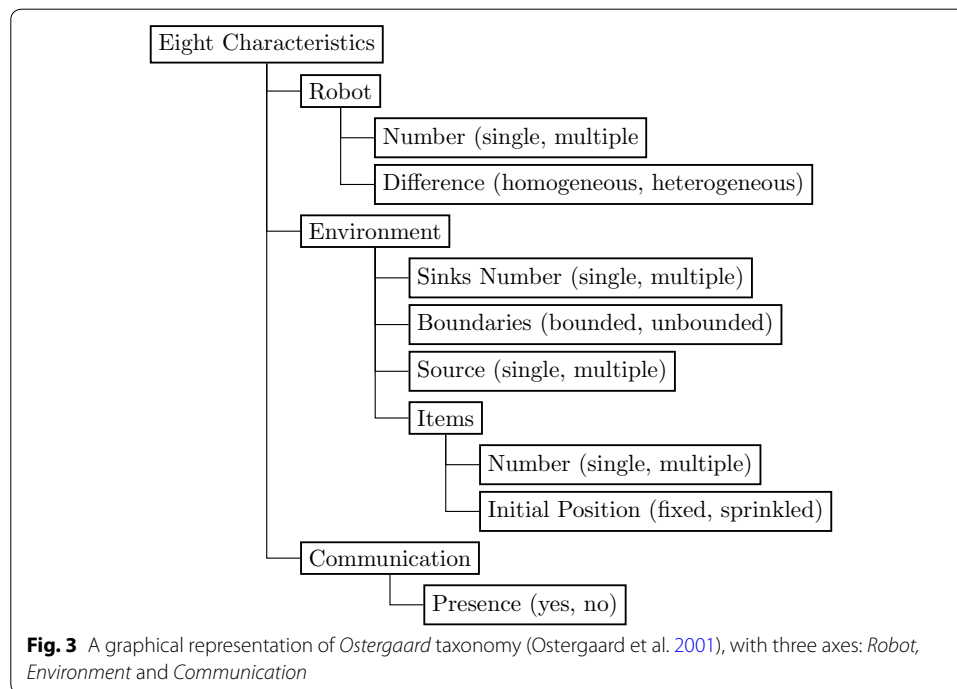 Eight Characteristics
Robot
Number (single, multiple
Difference (homogeneous, heterogeneous)
Environment
Sinks Number (single, multiple)
Boundaries (bounded, unbounded)
Source (single, multiple)
Items
Number (single, multiple)
Initial Position (fixed, sprinkled)
Communication
Presence (yes, no)
Fig. 3 A graphical representation of Ostergaard taxonomy (Ostergaard et al. 2001), with three axes: Robot,
Environment and Communication